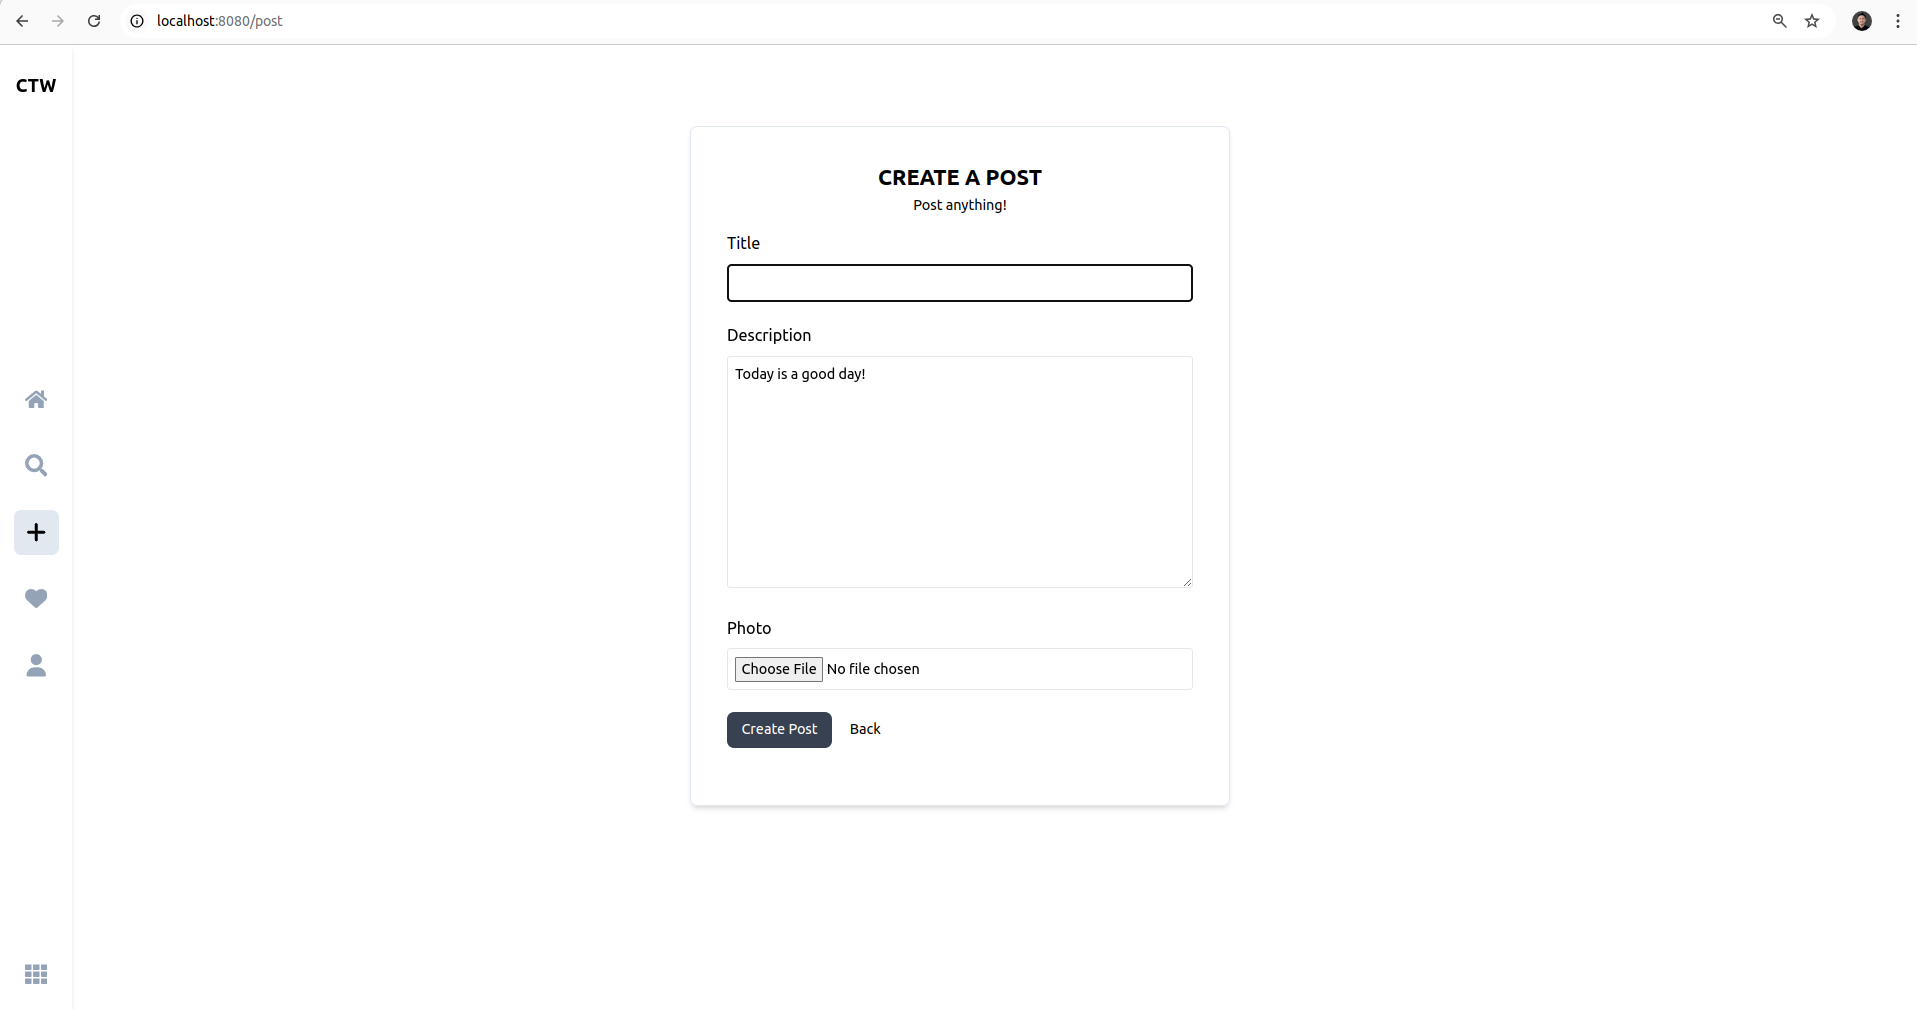 localhost:8080/post
CTW
CREATE A POST
Post anything!
Title
Description
Today is a good day!
Photo
Choose File No file chosen
Create Post Back